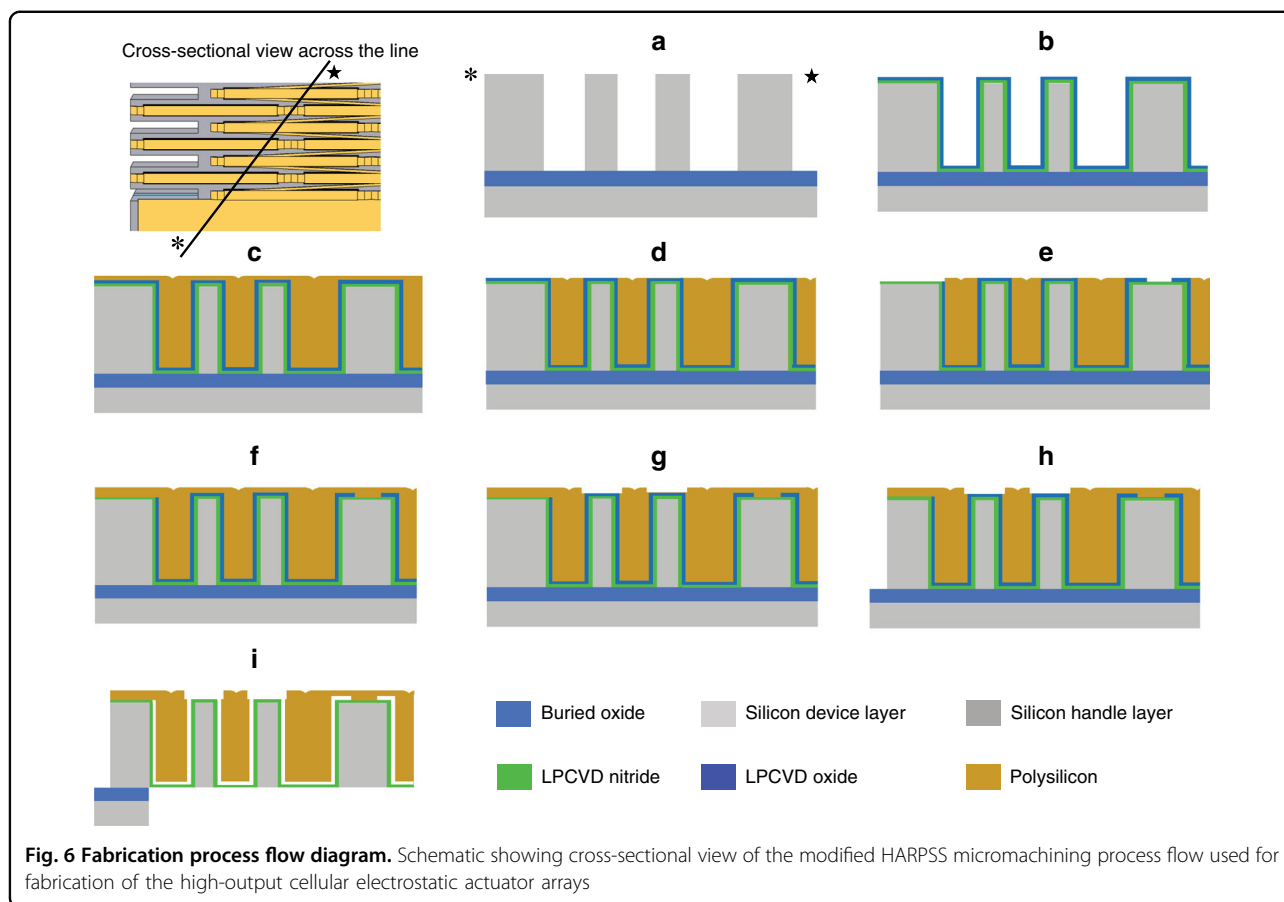 Cross-sectional view across the line
★
*
a
*
★
b
c
d
e
f
g
h
i
Buried oxide
Silicon device layer
Silicon handle layer
LPCVD nitride
LPCVD oxide
Polysilicon
Fig. 6 Fabrication process flow diagram. Schematic showing cross-sectional view of the modified HARPSS micromachining process flow used for
fabrication of the high-output cellular electrostatic actuator arrays